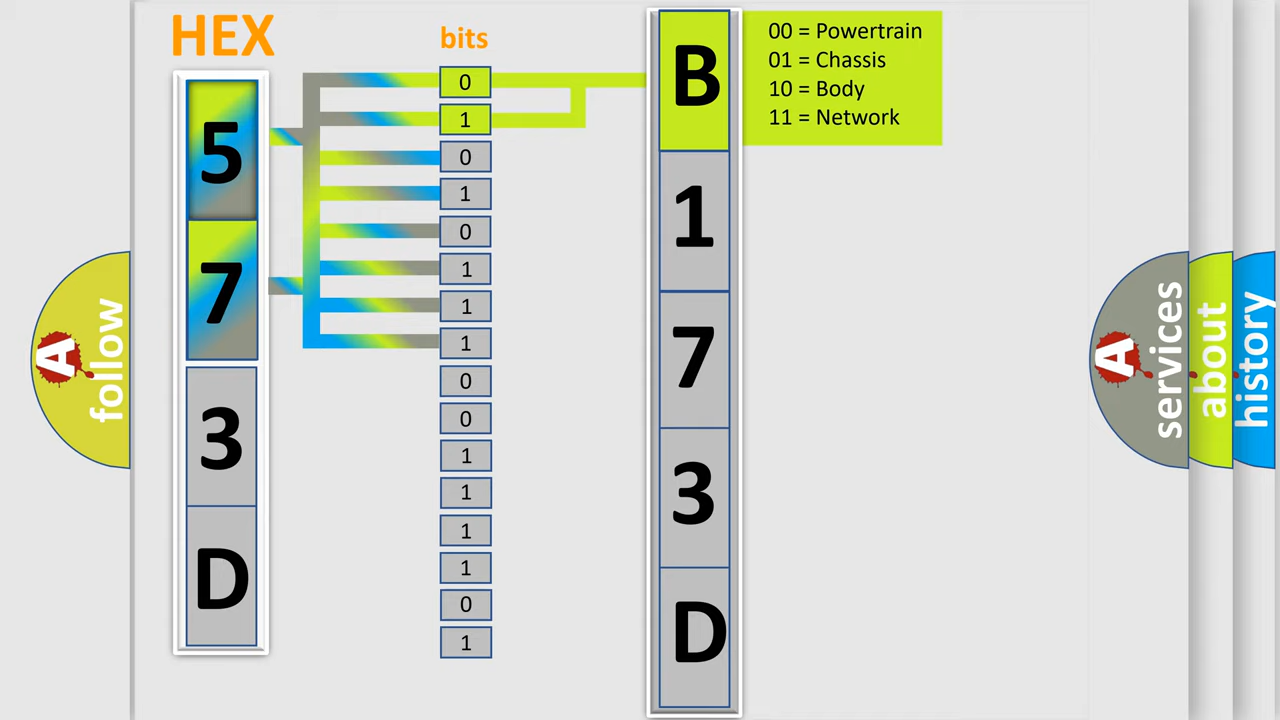 HEX
bits
5
7
3
D
0
1
0
1
0
1
1
1
0
0
1
1
1
1
0
1
B
1
7
3
D
00 = Powertrain
01 = Chassis
10 = Body
11 = Network
A
follow
A
services
about
history